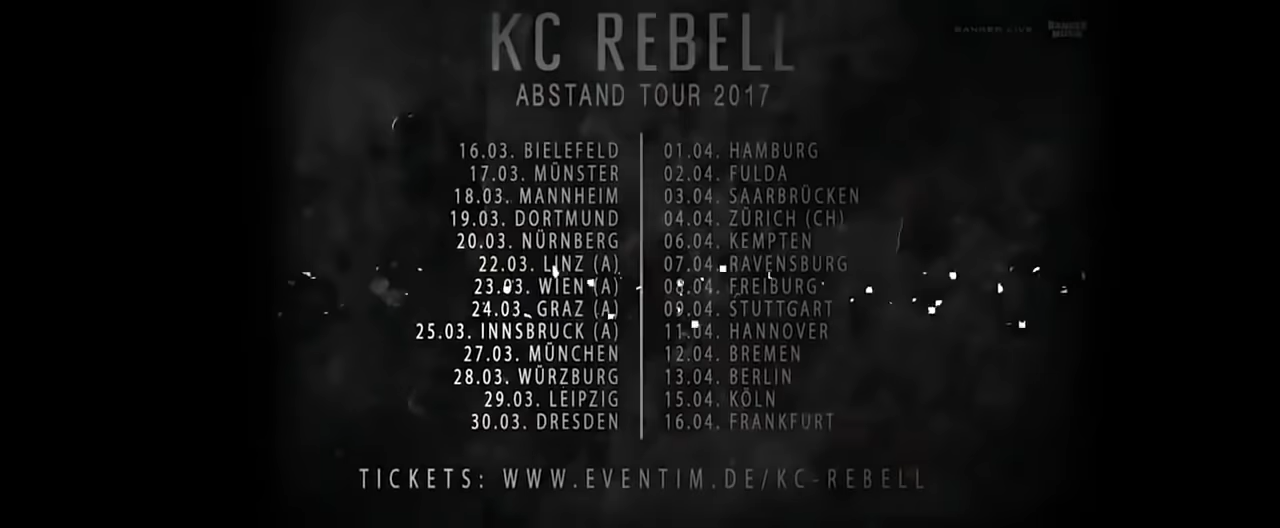 KC REBELL
BANGER LIVE
BANGER MUSIK
ABSTAND TOUR 2017
16.03. BIELEFELD
17.03. MÜNSTER
18.03. MANNHEIM
19.03. DORTMUND
20.03. NÜRNBERG
22.03. LINZ (A)
23.03. WIEN (A)
24.03. GRAZ (A)
25.03. INNSBRUCK (A)
27.03. MÜNCHEN
28.03. WÜRZBURG
29.03. LEIPZIG
30.03. DRESDEN
01.04. HAMBURG
02.04. FULDA
03.04. SAARBRÜCKEN
04.04. ZÜRICH (CH)
06.04. KEMPTEN
07.04. RAVENSBURG
08.04. FREIBURG
09.04. STUTTGART
11.04. HANNOVER
12.04. BREMEN
13.04. BERLIN
15.04. KÖLN
16.04. FRANKFURT
TICKETS: WWW.EVENTIM.DE/KC-REBELL